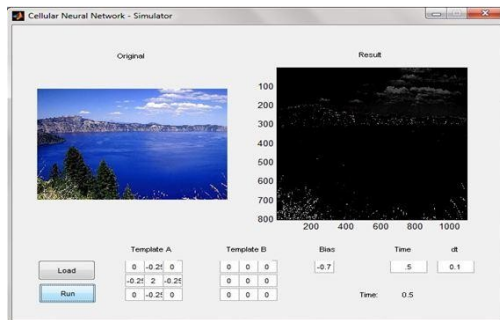 Cellular Neural Network - Simulator
Original
Result
100
200
300
400
500
600
700
800
200 400 600 800 1000
Template A
Template B
Bias
Time
dt
Load
Run
0 -0.25 0
-0.25 2 -0.25
0 -0.25 0
0 0 0
0 0 0
0 0 0
-0.7
.5
0.1
Time: 0.5